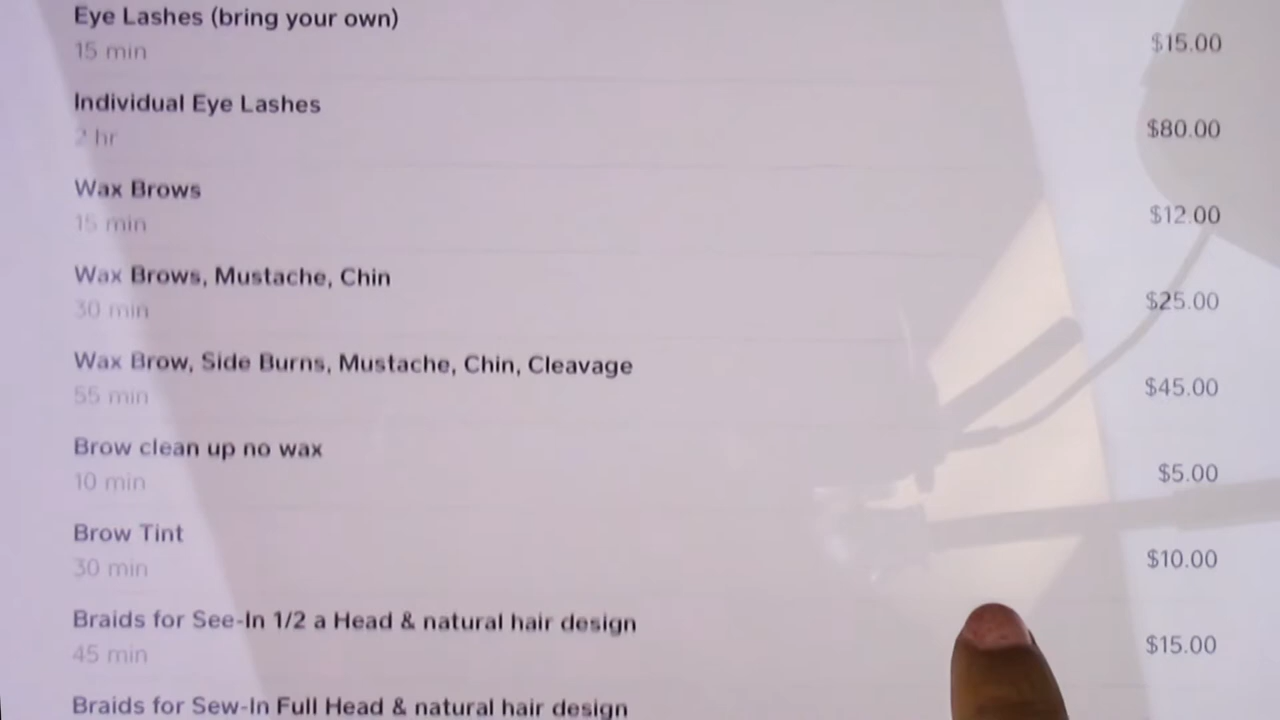 Eye Lashes (bring your own)
15 min
$15.00
Individual Eye Lashes
2 hr
$80.00
Wax Brows
15 min
$12.00
Wax Brows, Mustache, Chin
30 min
$25.00
Wax Brow, Side Burns, Mustache, Chin, Cleavage
55 min
$45.00
Brow clean up no wax
10 min
$5.00
Brow Tint
30 min
$10.00
Braids for See-In 1/2 a Head & natural hair design
45 min
$15.00
Braids for Sew-In Full Head & natural hair design